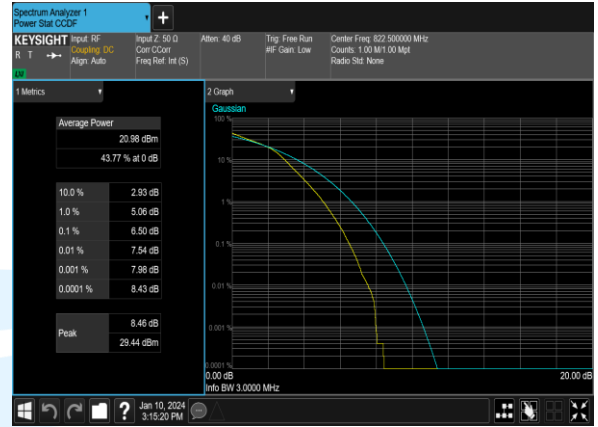 Spectrum Analyzer 1
Power Stat CCDF
+
KEYSIGHT
R T
LW
Input: RF
Coupling: DC
Align: Auto
Input Z: 50 Ω
Corr CCorr
Freq Ref: Int (S)
Atten: 40 dB
Trig: Free Run
#IF Gain: Low
Center Freq: 822.500000 MHz
Counts: 1.00 M/1.00 Mpt
Radio Std: None
1 Metrics
Average Power
20.98 dBm
43.77 % at 0 dB
10.0 % 2.93 dB
1.0 % 5.06 dB
0.1 % 6.50 dB
0.01 % 7.54 dB
0.001 % 7.98 dB
0.0001 % 8.43 dB
Peak
8.46 dB
29.44 dBm
2 Graph
Gaussian
100 %
10 %
1 %
0.1 %
0.01 %
0.001 %
0.0001 %
0.00 dB
20.00 dB
Info BW 3.0000 MHz
?
Jan 10, 2024
3:15:20 PM